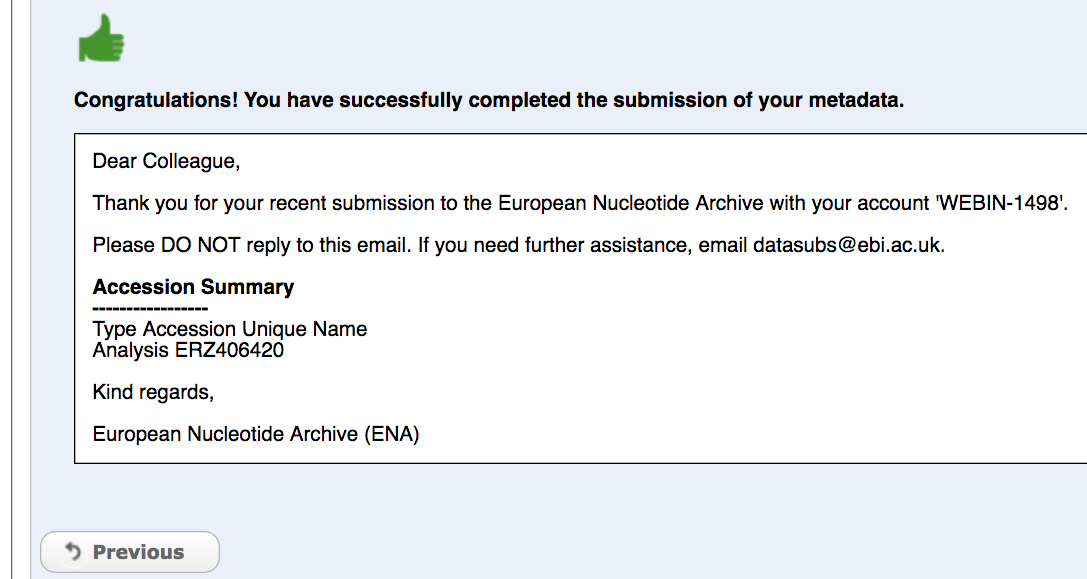 Congratulations! You have successfully completed the submission of your metadata.
Dear Colleague,
Thank you for your recent submission to the European Nucleotide Archive with your account 'WEBIN-1498'.
Please DO NOT reply to this email. If you need further assistance, email datasubs@ebi.ac.uk.
Accession Summary
-----------------
Type Accession Unique Name
Analysis ERZ406420
Kind regards,
European Nucleotide Archive (ENA)
Previous